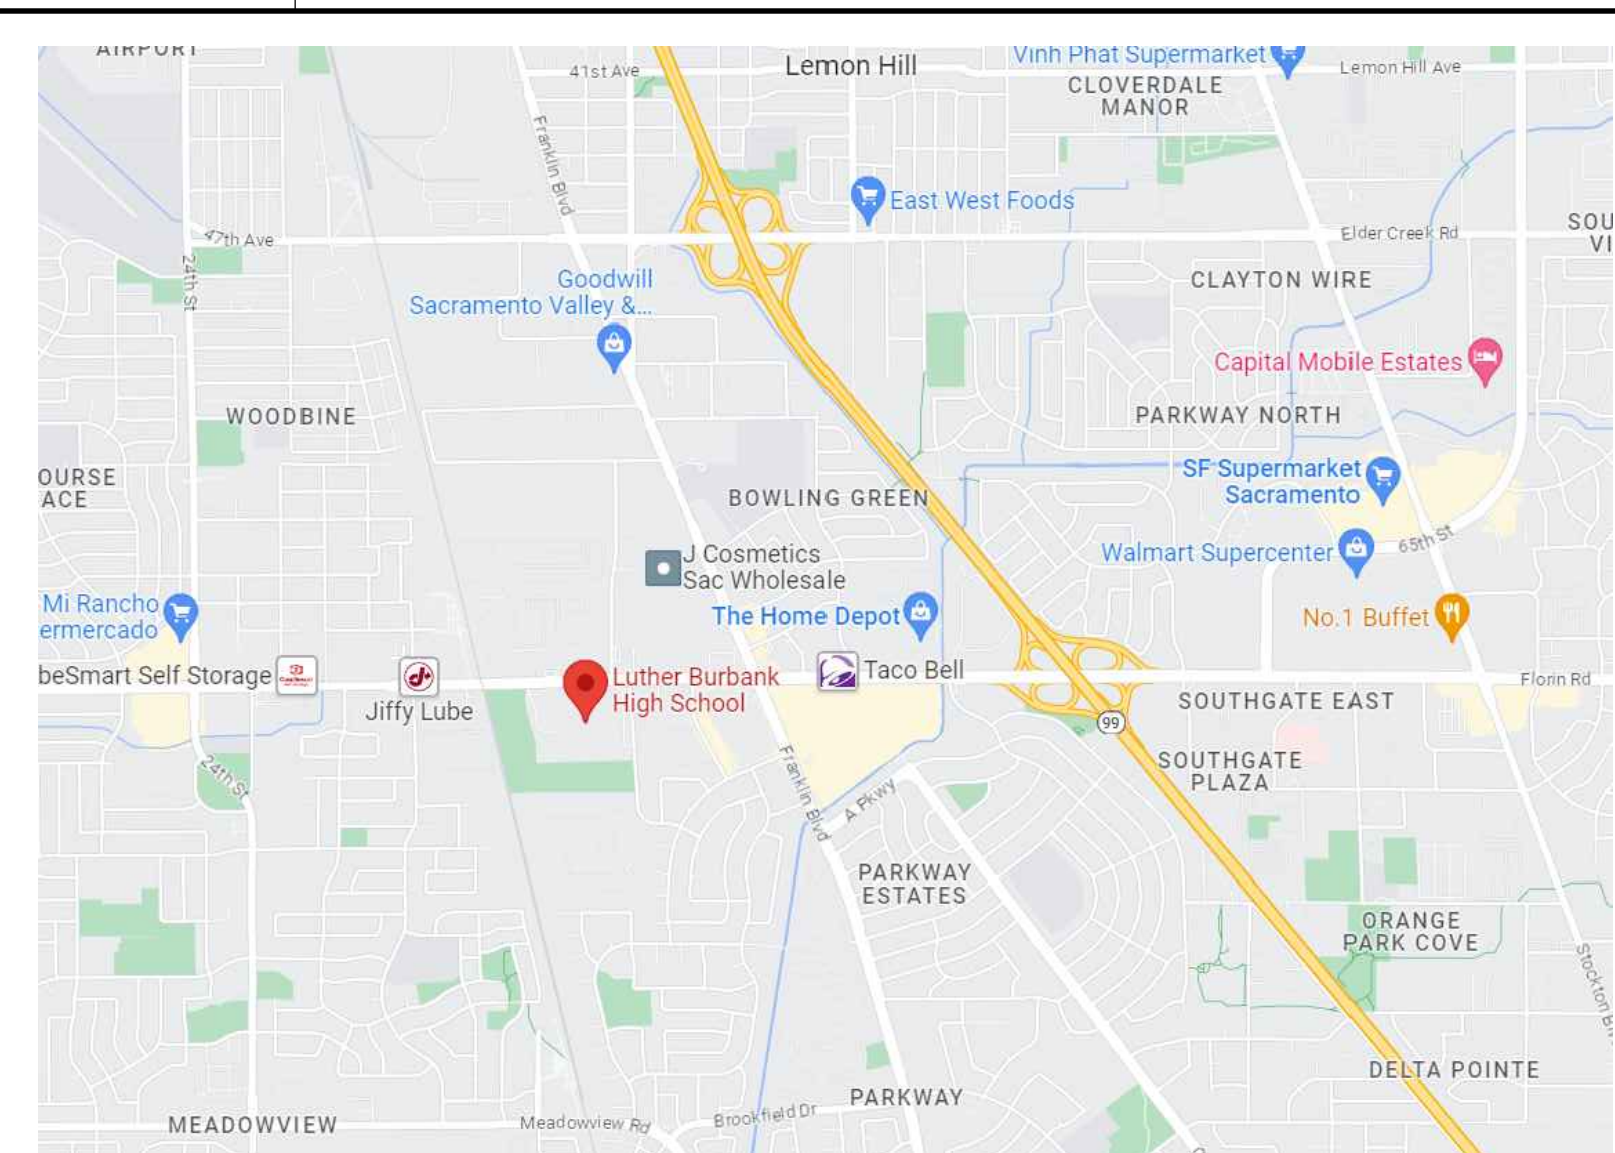 AIRPORT
41st Ave
Lemon Hill
Vinh Phat Supermarket
Lemon Hill Ave
CLOVERDALE
MANOR
Franklin Blvd
East West Foods
47th Ave
Elder Creek Rd
SOU
VI
24th St
Goodwill
Sacramento Valley &...
CLAYTON WIRE
Capital Mobile Estates
WOODBINE
PARKWAY NORTH
OURSE
ACE
SF Supermarket
Sacramento
BOWLING GREEN
65th St
J Cosmetics
Sac Wholesale
Walmart Supercenter
Mi Rancho
ermercado
The Home Depot
No.1 Buffet
beSmart Self Storage
Jiffy Lube
Luther Burbank
High School
Taco Bell
Florin Rd
SOUTHGATE EAST
99
24th St
Franklin Blvd
A Pkwy
SOUTHGATE
PLAZA
PARKWAY
ESTATES
ORANGE
PARK COVE
Stockton Bl
DELTA POINTE
PARKWAY
MEADOWVIEW
Meadowview Rd
Brookfield Dr